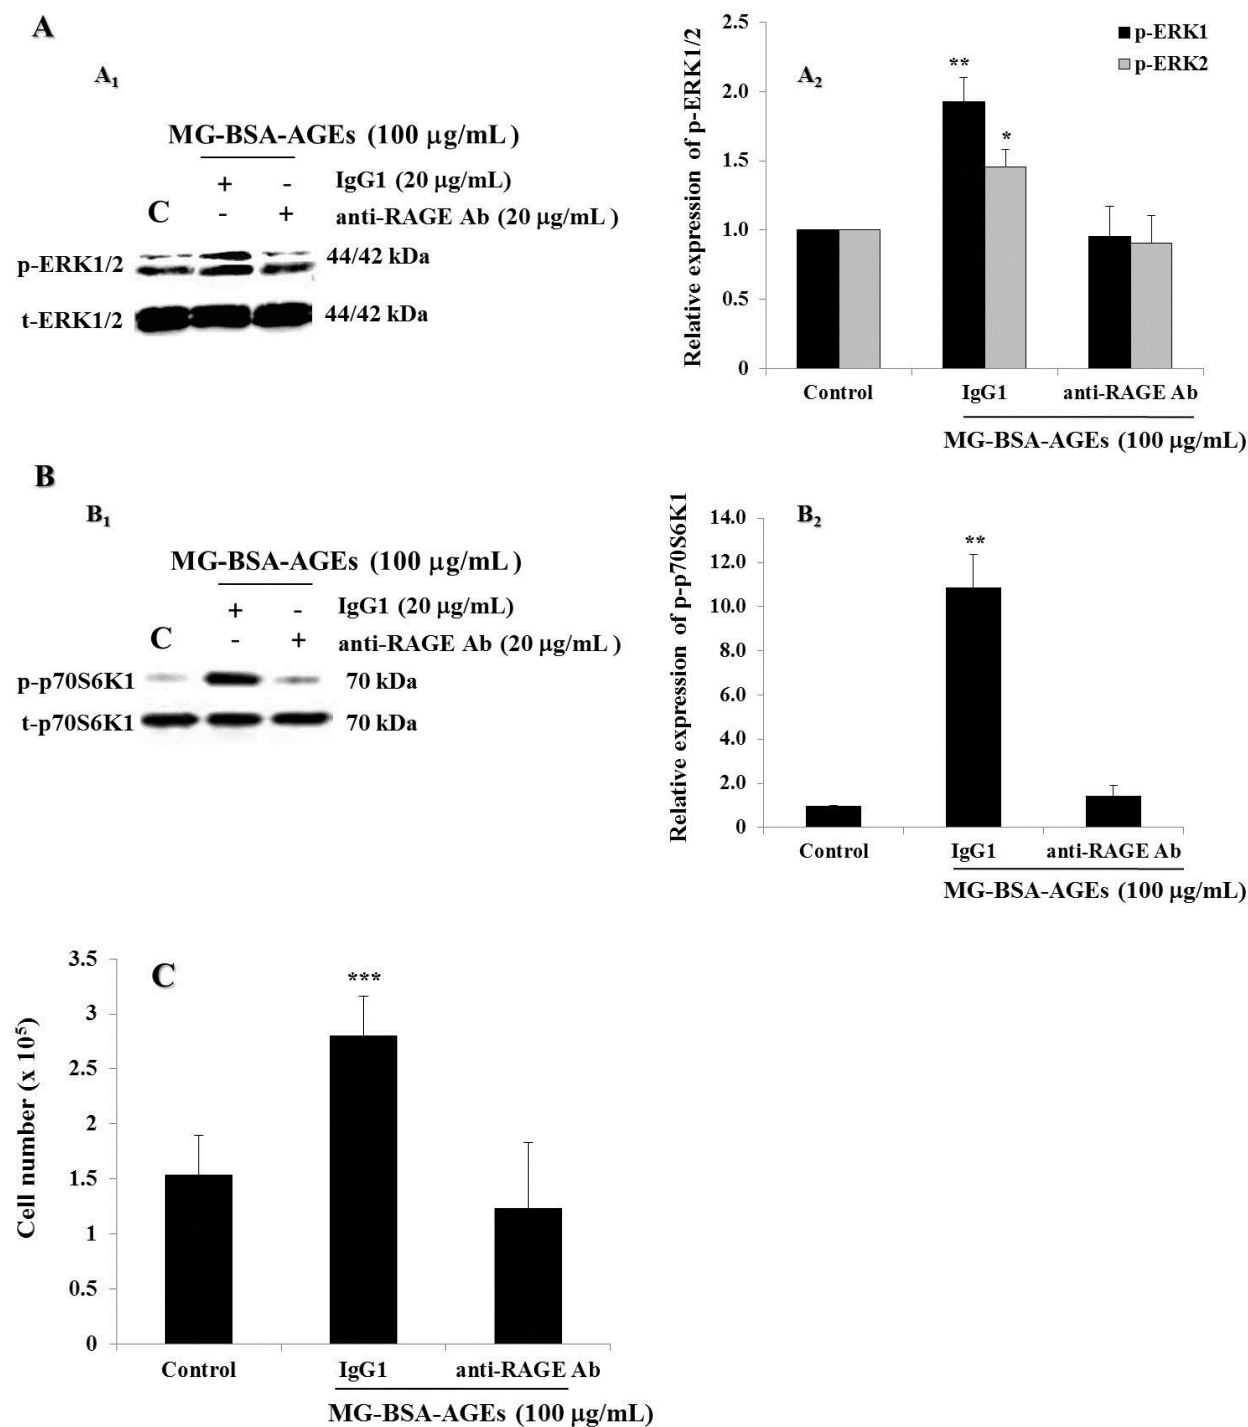 A
A1
MG-BSA-AGEs (100 μg/mL )
+ - IgG1 (20 μg/mL)
C - + anti-RAGE Ab (20 μg/mL )
p-ERK1/2 44/42 kDa
t-ERK1/2 44/42 kDa
A2
p-ERK1
p-ERK2
Relative expression of p-ERK1/2
2.5
2.0
1.5
1.0
0.5
0
**
*
Control IgG1 anti-RAGE Ab
MG-BSA-AGEs (100 μg/mL)
B
B1
MG-BSA-AGEs (100 μg/mL )
+ - IgG1 (20 μg/mL)
C - + anti-RAGE Ab (20 μg/mL )
p-p70S6K1 70 kDa
t-p70S6K1 70 kDa
B2
Relative expression of p-p70S6K1
14.0
12.0
10.0
8.0
6.0
4.0
2.0
0
**
Control IgG1 anti-RAGE Ab
MG-BSA-AGEs (100 μg/mL)
C
Cell number (x 10⁵)
3.5
3
2.5
2
1.5
1
0.5
0
***
Control IgG1 anti-RAGE Ab
MG-BSA-AGEs (100 μg/mL)